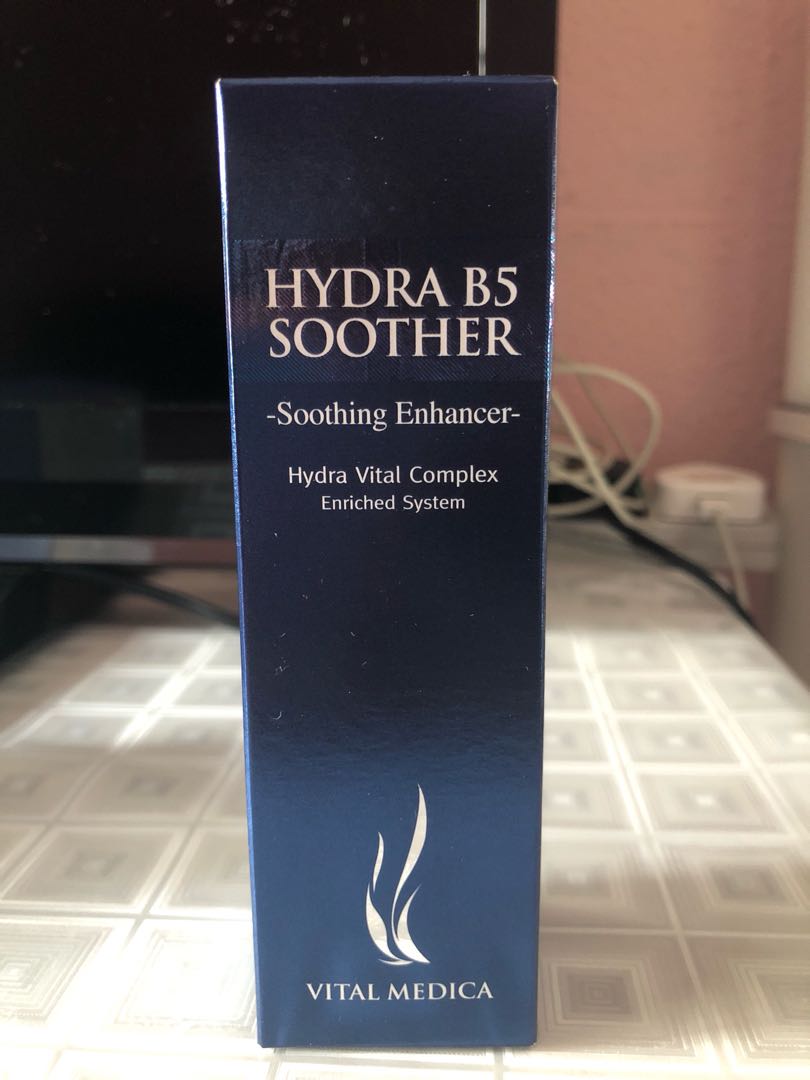 HYDRA B5
SOOTHER
-Soothing Enhancer-
Hydra Vital Complex
Enriched System
VITAL MEDICA